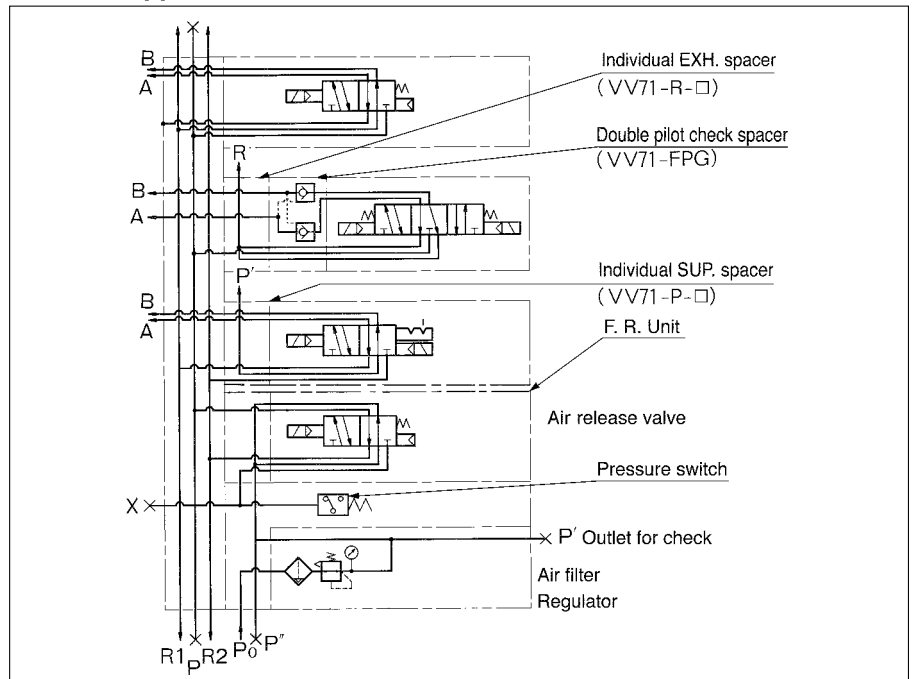 B
A
Individual EXH. spacer
(VV71-R-□)
Double pilot check spacer
(VV71-FPG)
R
B
A
P'
Individual SUP. spacer
(VV71-P-□)
B
A
F. R. Unit
Air release valve
Pressure switch
X
P' Outlet for check
Air filter
Regulator
R1 P R2 P0 P"